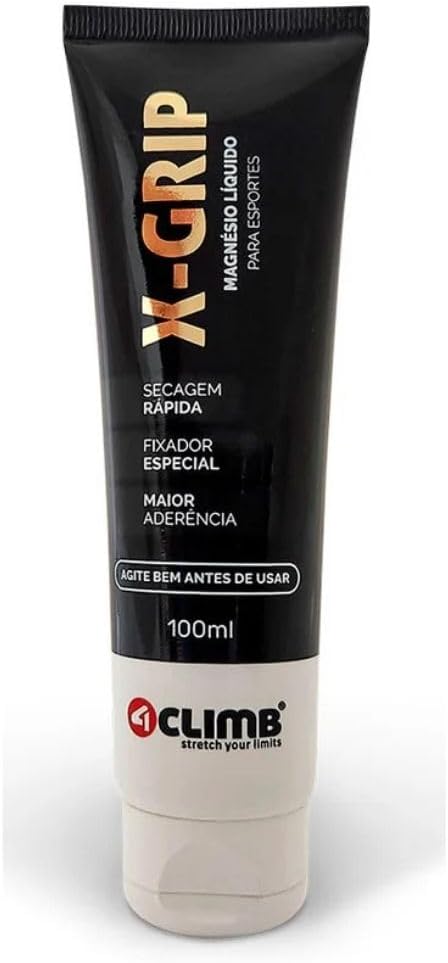 X-GRIP
MAGNÉSIO LÍQUIDO
PARA ESPORTES
SECAGEM
RÁPIDA
FIXADOR
ESPECIAL
MAIOR
ADERÊNCIA
AGITE BEM ANTES DE USAR
100ml
4CLIMB®
stretch your limits